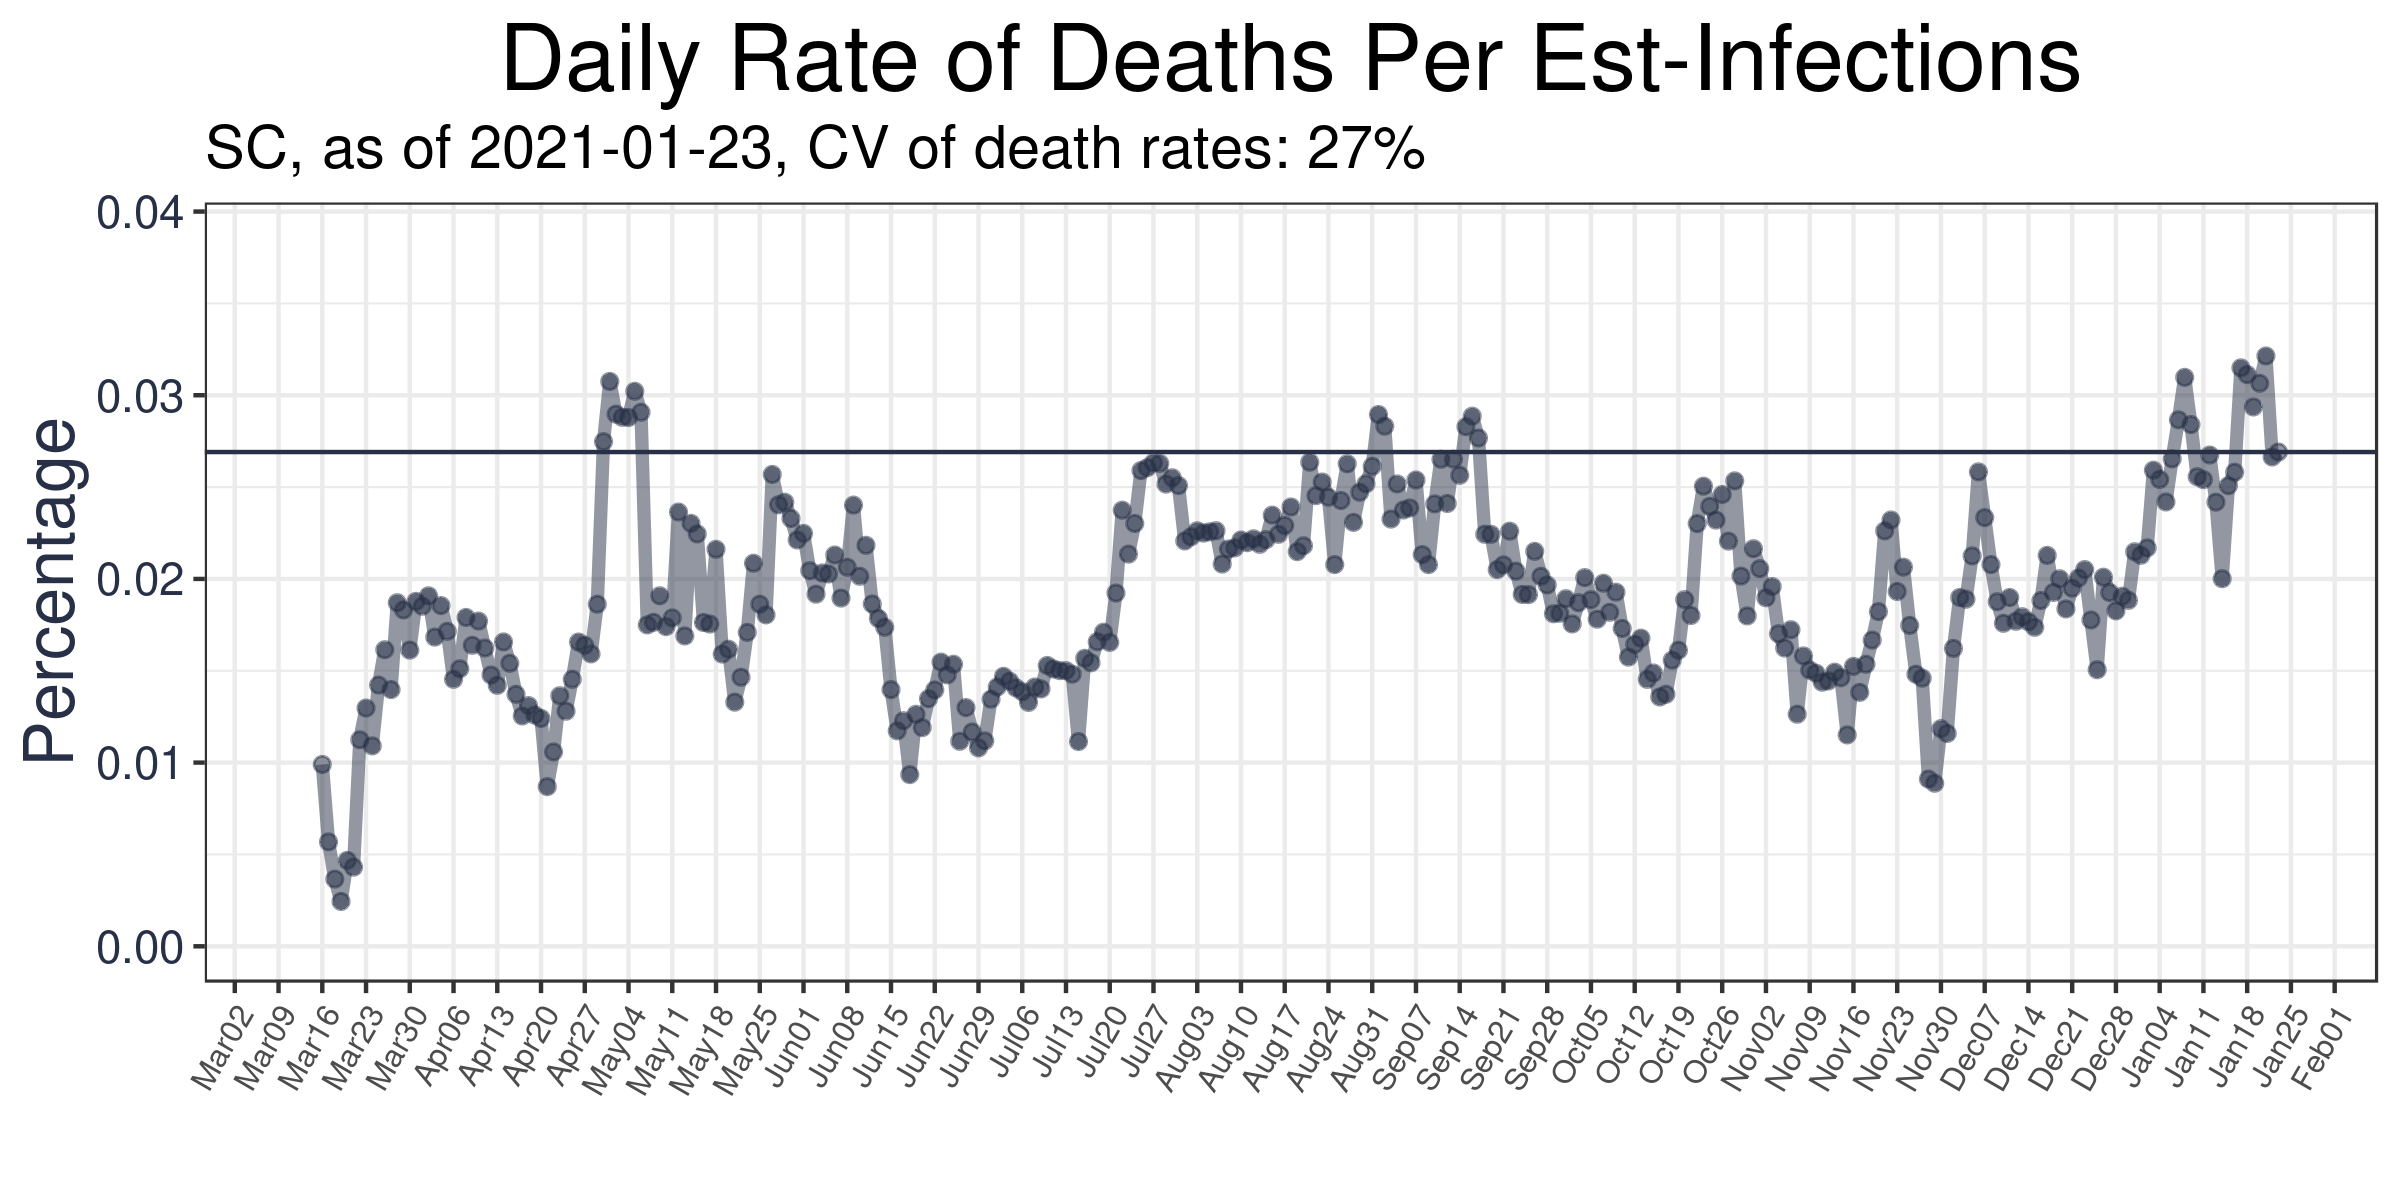 Daily Rate of Deaths Per Est-Infections
SC, as of 2021-01-23, CV of death rates: 27%
Percentage
0.04
0.03
0.02
0.01
0.00
Mar02
Mar09
Mar16
Mar23
Mar30
Apr06
Apr13
Apr20
Apr27
May04
May11
May18
May25
Jun01
Jun08
Jun15
Jun22
Jun29
Jul06
Jul13
Jul20
Jul27
Aug03
Aug10
Aug17
Aug24
Aug31
Sep07
Sep14
Sep21
Sep28
Oct05
Oct12
Oct19
Oct26
Nov02
Nov09
Nov16
Nov23
Nov30
Dec07
Dec14
Dec21
Dec28
Jan04
Jan11
Jan18
Jan25
Feb01